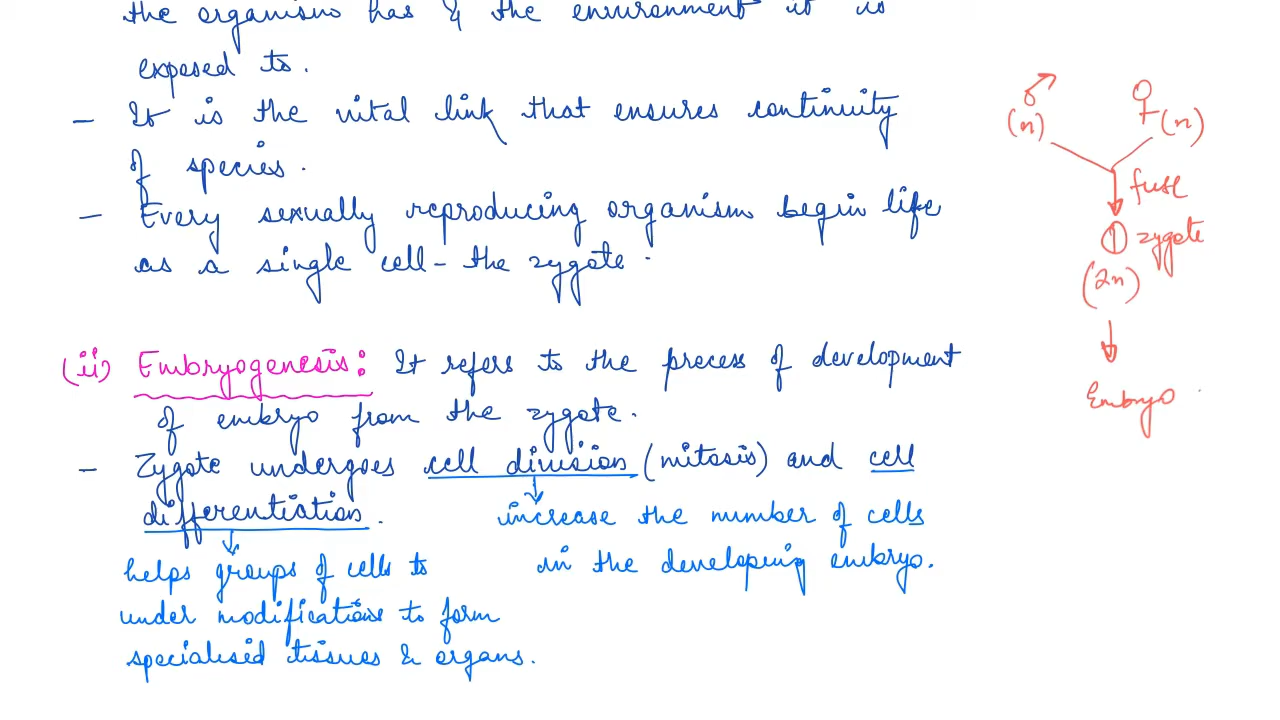 the organism has & the environment it is
exposed to.
- It is the vital link that ensures continuity
of species.
- Every sexually reproducing organism begin life
as a single cell - the zygote.
(ii) Embryogenesis: It refers to the process of development
of embryo from the zygote.
- Zygote undergoes cell division (mitosis) and cell
differentiation.
increase the number of cells
in the developing embryo.
helps groups of cells to
under modifications to form
specialised tissues & organs.
♂ ♀
(n) (n)
fuse
1 zygote
(2n)
Embryo